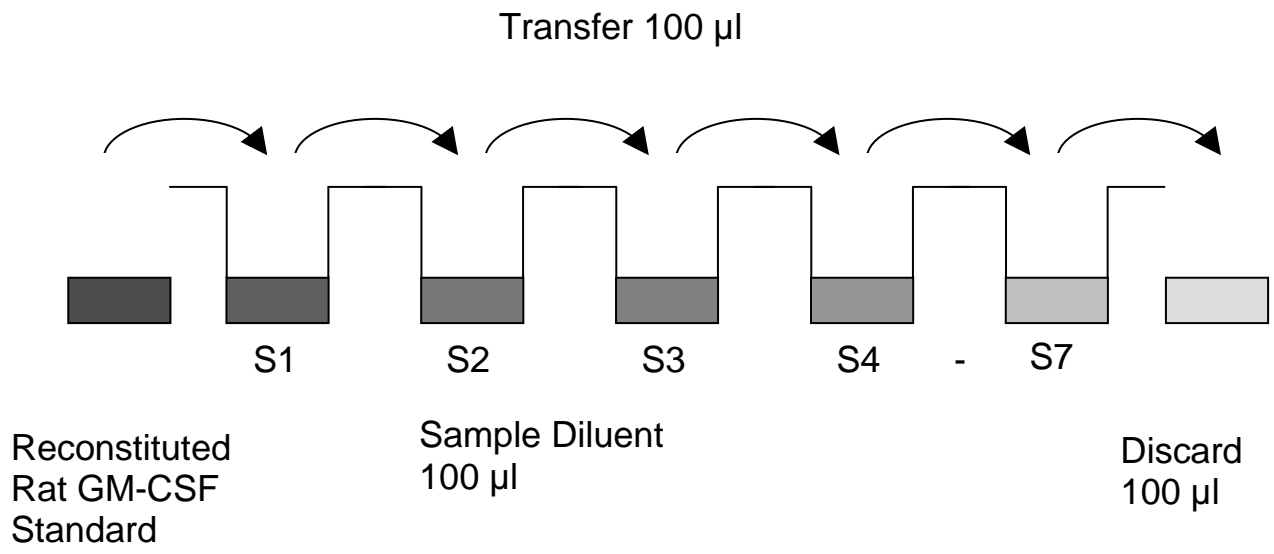 Transfer 100 µl
S1 S2 S3 S4 - S7
Reconstituted
Rat GM-CSF
Standard
Sample Diluent
100 µl
Discard
100 µl